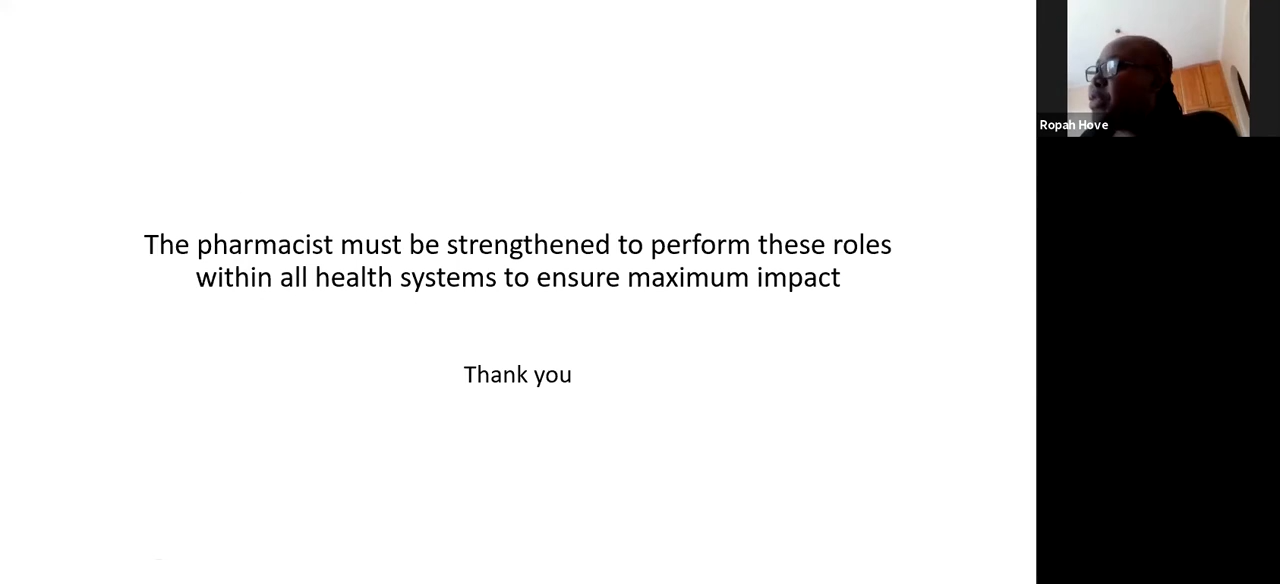 The pharmacist must be strengthened to perform these roles
within all health systems to ensure maximum impact
Thank you
Ropah Hove